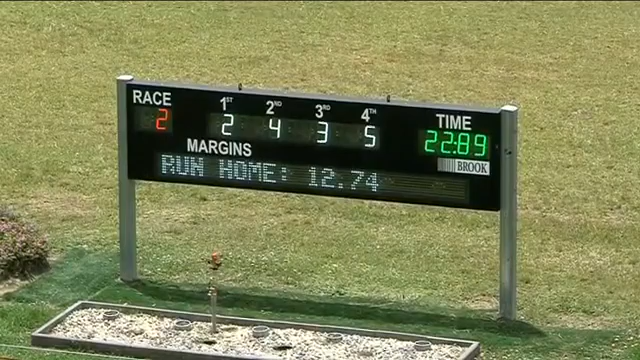 RACE 1ST 2ND 3RD 4TH TIME
2 2 4 3 5 22:89
MARGINS BROOK
RUN HOME: 12.74